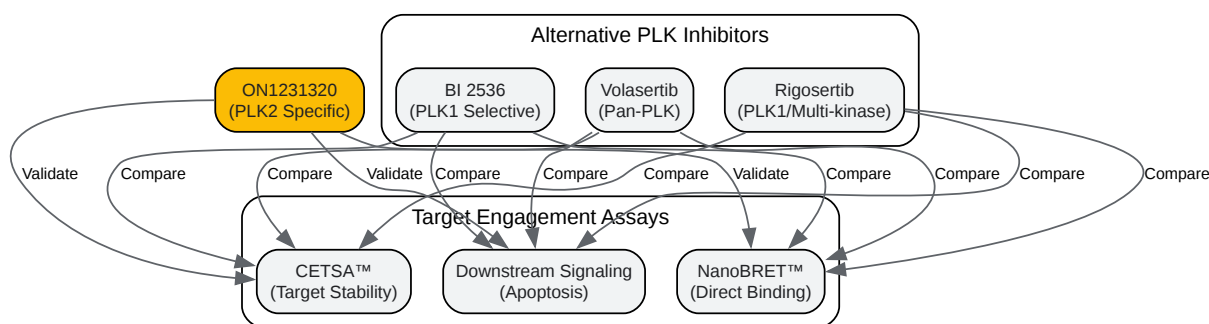 Alternative PLK Inhibitors
ON1231320
(PLK2 Specific)
BI 2536
(PLK1 Selective)
Volasertib
(Pan-PLK)
Rigosertib
(PLK1/Multi-kinase)
Validate
Compare
Compare
Validate
Compare
Compare
Compare
Validate
Compare
Compare
Compare
Compare
Target Engagement Assays
CETSA™
(Target Stability)
Downstream Signaling
(Apoptosis)
NanoBRET™
(Direct Binding)